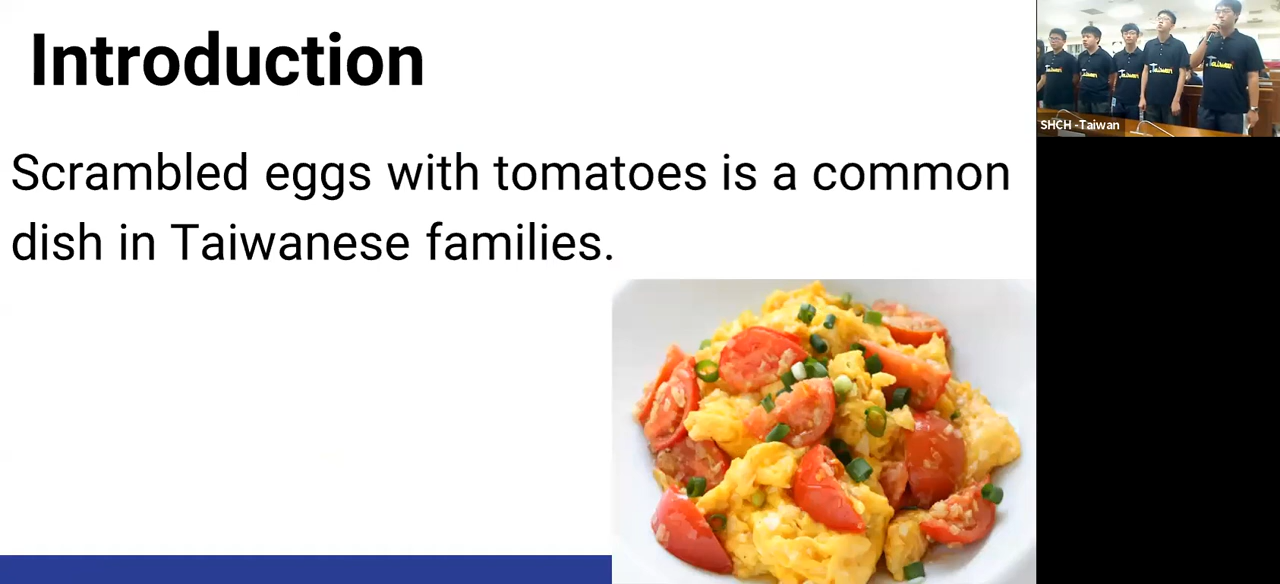 Introduction
Scrambled eggs with tomatoes is a common
dish in Taiwanese families.
SHCH -Taiwan